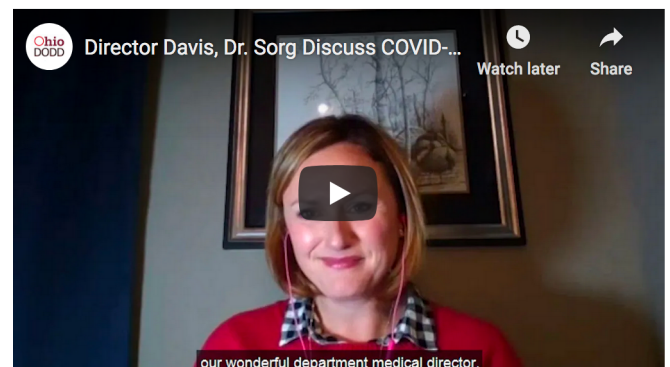 Ohio
DODD
Director Davis, Dr. Sorg Discuss COVID-...
Watch later
Share
our wonderful department medical director,